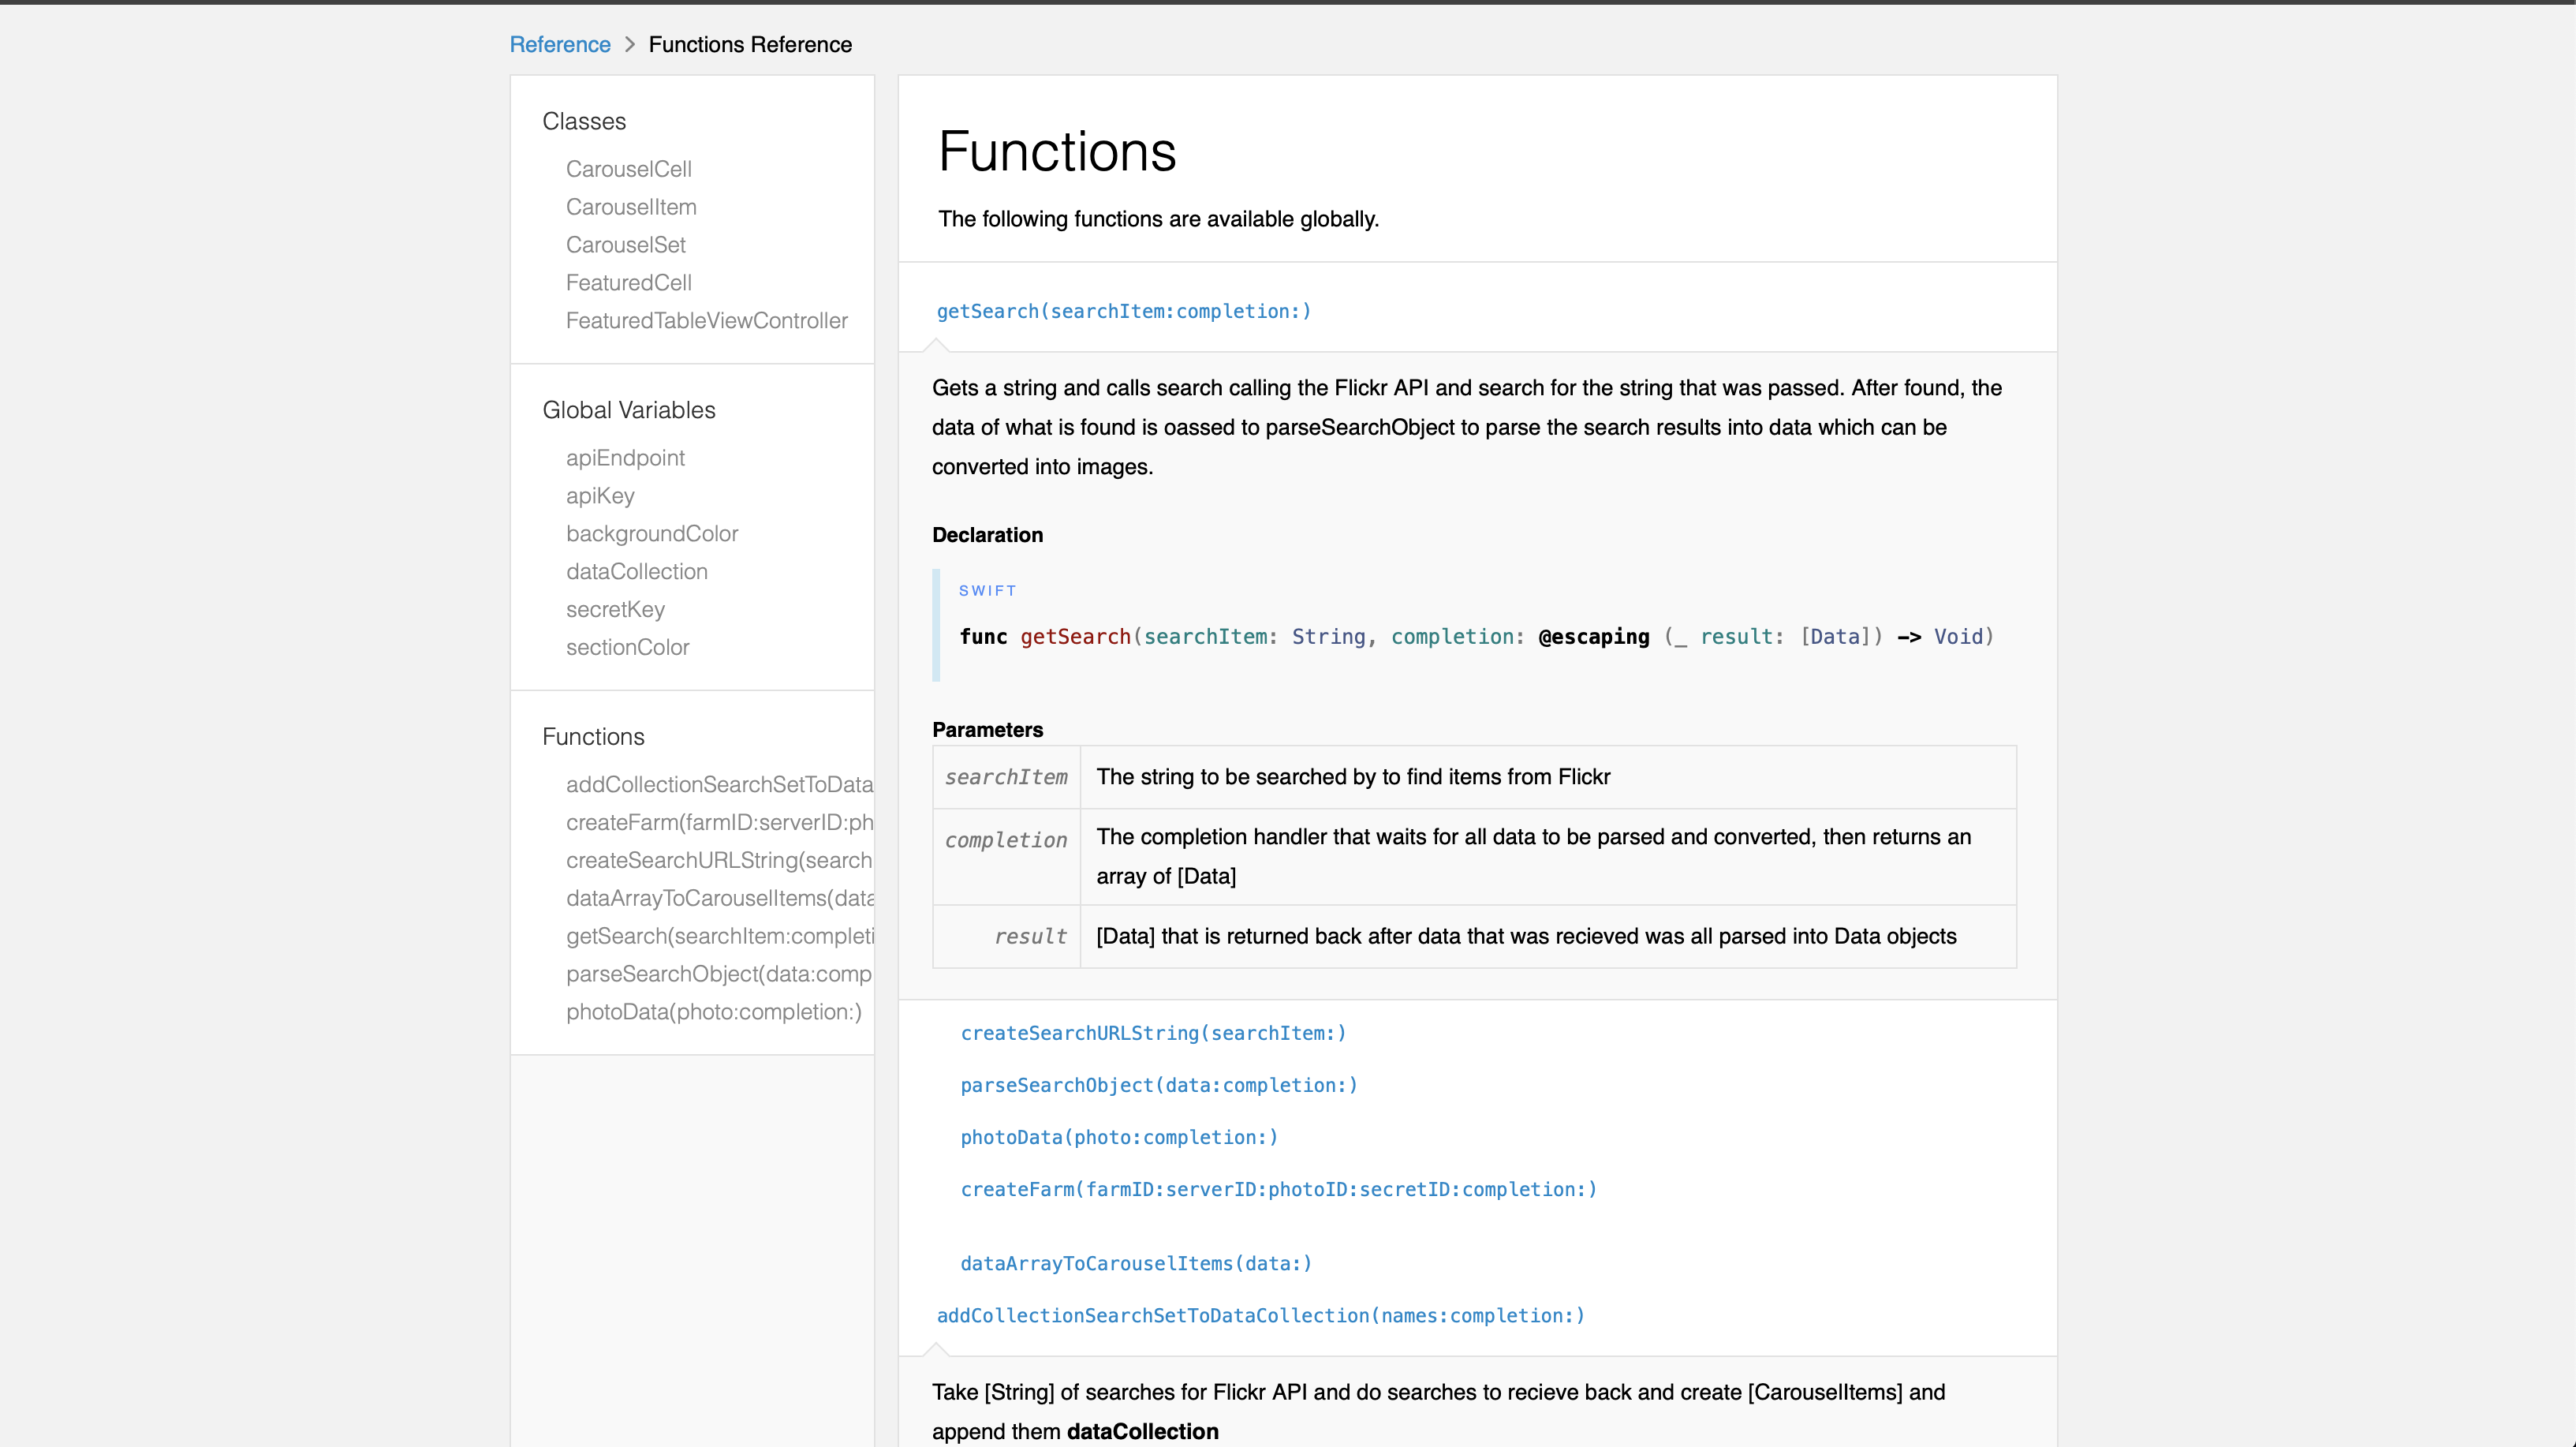 Reference > Functions Reference
Classes
CarouselCell
CarouselItem
CarouselSet
FeaturedCell
FeaturedTableViewController
Global Variables
apiEndpoint
apiKey
backgroundColor
dataCollection
secretKey
sectionColor
Functions
addCollectionSearchSetToData
createFarm(farmID:serverID:ph
createSearchURLString(search
dataArrayToCarouselItems(data
getSearch(searchItem:completi
parseSearchObject(data:comp
photoData(photo:completion:)
Functions
The following functions are available globally.
getSearch(searchItem:completion:)
Gets a string and calls search calling the Flickr API and search for the string that was passed. After found, the
data of what is found is oassed to parseSearchObject to parse the search results into data which can be
converted into images.
Declaration
SWIFT
func getSearch(searchItem: String, completion: @escaping (_ result: [Data]) -> Void)
Parameters
searchItem The string to be searched by to find items from Flickr
completion The completion handler that waits for all data to be parsed and converted, then returns an
array of [Data]
result [Data] that is returned back after data that was recieved was all parsed into Data objects
createSearchURLString(searchItem:)
parseSearchObject(data:completion:)
photoData(photo:completion:)
createFarm(farmID:serverID:photoID:secretID:completion:)
dataArrayToCarouselItems(data:)
addCollectionSearchSetToDataCollection(names:completion:)
Take [String] of searches for Flickr API and do searches to recieve back and create [CarouselItems] and
append them dataCollection